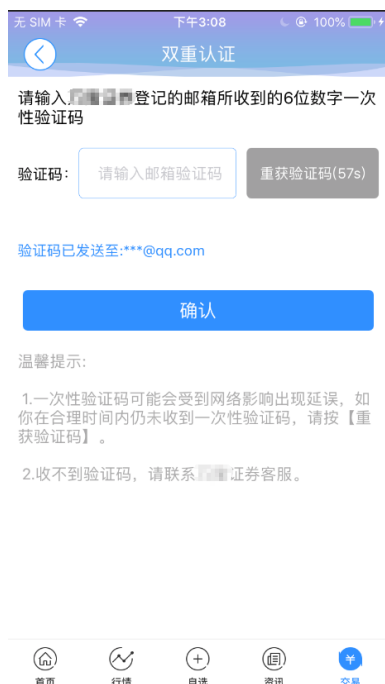 无 SIM 卡 下午3:08 100%
双重认证
请输入 登记的邮箱所收到的6位数字一次
性验证码
验证码: 请输入邮箱验证码 重获验证码(57s)
验证码已发送至:***@qq.com
确认
温馨提示:
1.一次性验证码可能会受到网络影响出现延误，如
你在合理时间内仍未收到一次性验证码，请按【重
获验证码】。
2.收不到验证码，请联系 证券客服。
首页 行情 自选 资讯 交易